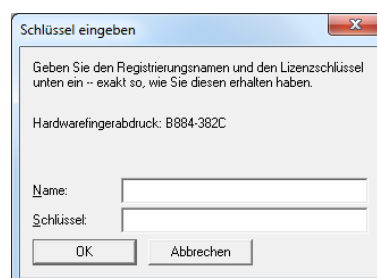 Schlüssel eingeben
Geben Sie den Registrierungsnamen und den Lizenzschlüssel
unten ein -- exakt so, wie Sie diesen erhalten haben.
Hardwarefingerabdruck: B884-382C
Name:
Schlüssel:
OK Abbrechen